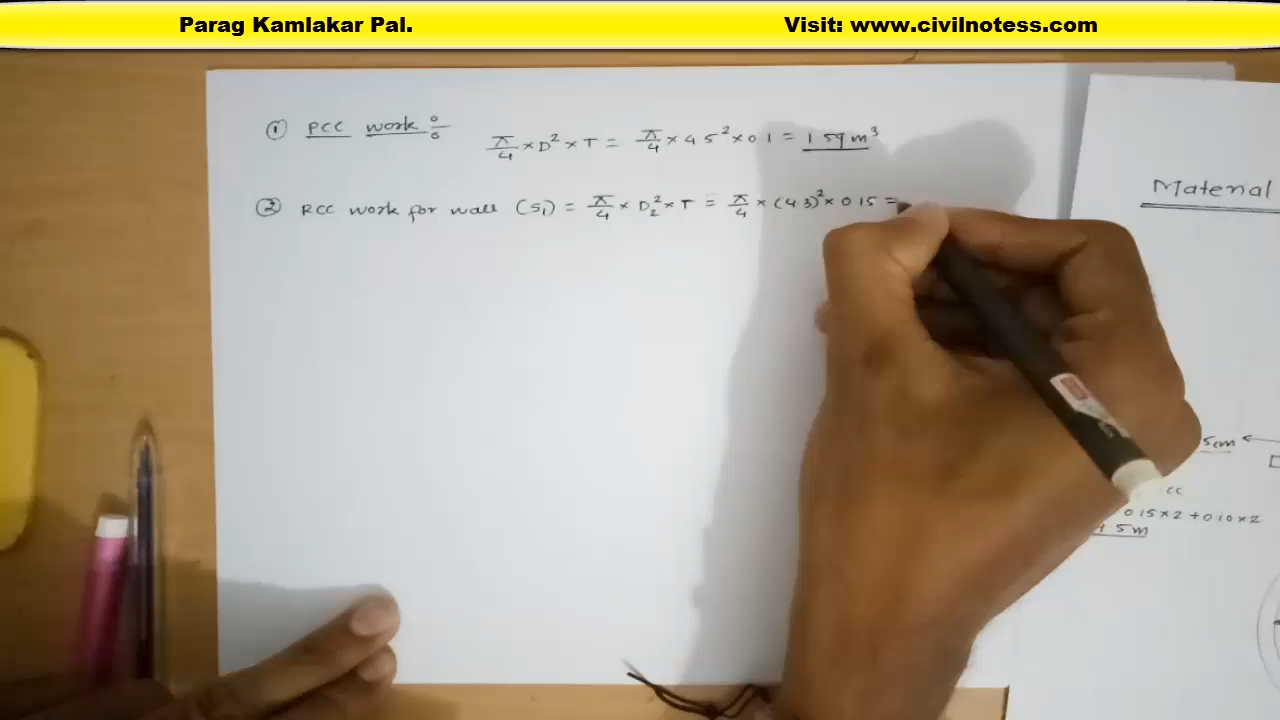 Parag Kamlakar Pal. Visit: www.civilnotess.com
① PCC work :- π/4 × D² × T = π/4 × 4.5² × 0.1 = 1.59 m³
② RCC work for wall (S₁) = π/4 × D₂² × T = π/4 × (4.3)² × 0.15 =
Material
5cm ←
CC
0.15×2 + 0.10×2
5m